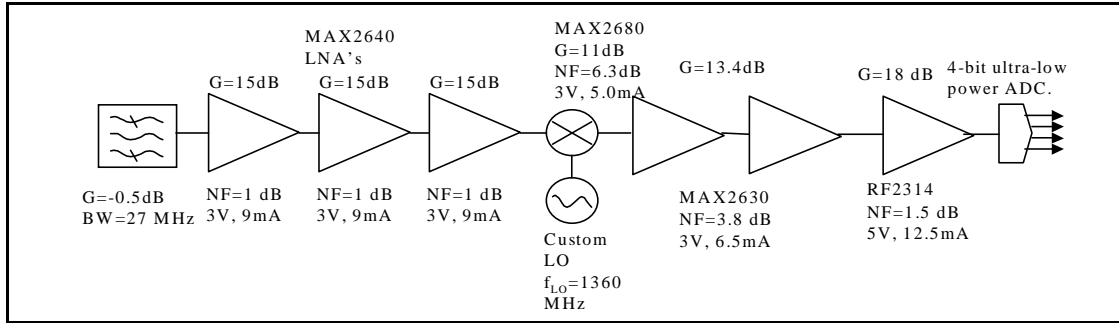 MAX2640
LNA's
G=15dB
G=15dB
G=15dB
MAX2680
G=11dB
NF=6.3dB
3V, 5.0mA
G=13.4dB
G=18 dB
4-bit ultra-low
power ADC.
G=-0.5dB
BW=27 MHz
NF=1 dB
3V, 9mA
NF=1 dB
3V, 9mA
NF=1 dB
3V, 9mA
Custom
LO
fLO=1360
MHz
MAX2630
NF=3.8 dB
3V, 6.5mA
RF2314
NF=1.5 dB
5V, 12.5mA